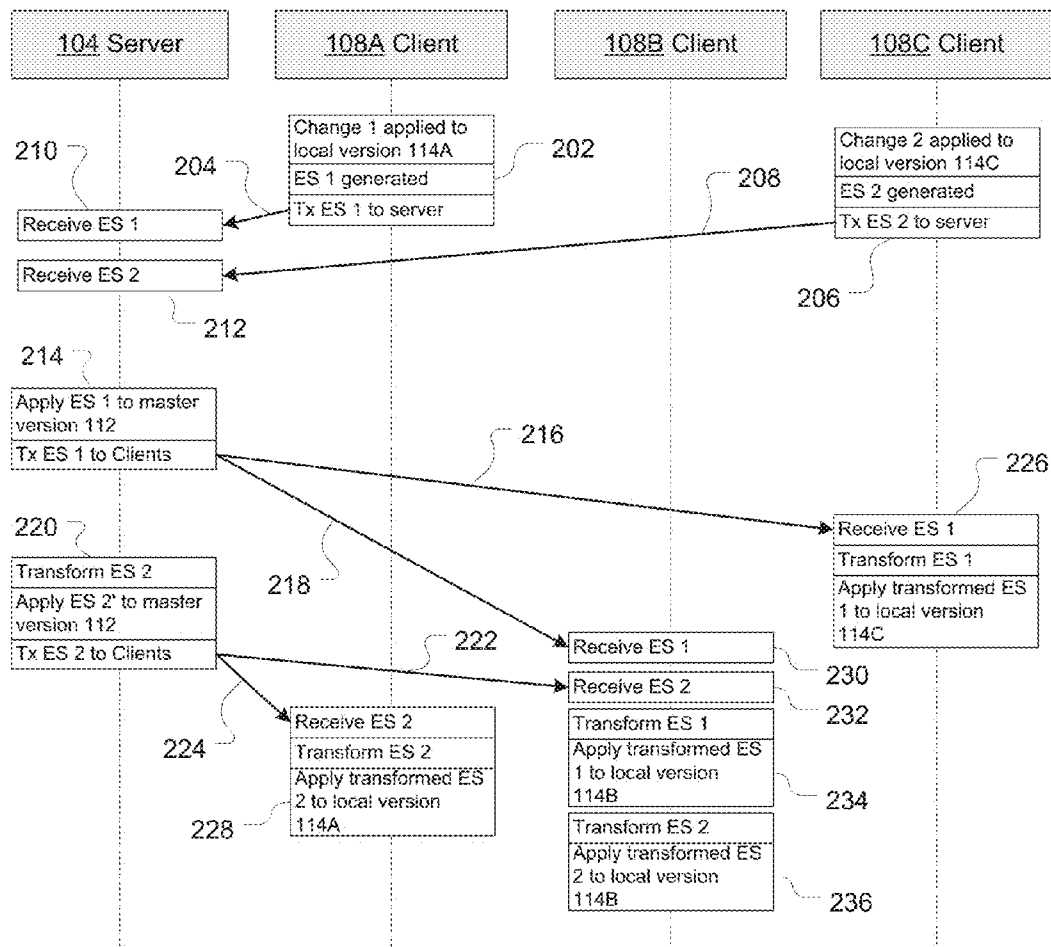 104 Server
108A Client
108B Client
108C Client
Change 1 applied to
local version 114A
ES 1 generated
Tx ES 1 to server
202
204
210
Receive ES 1
Change 2 applied to
local version 114C
ES 2 generated
Tx ES 2 to server
208
206
Receive ES 2
212
214
Apply ES 1 to master
version 112
Tx ES 1 to Clients
216
218
226
Receive ES 1
Transform ES 1
Apply transformed ES
1 to local version
114C
220
Transform ES 2
Apply ES 2' to master
version 112
Tx ES 2 to Clients
222
224
Receive ES 1
230
Receive ES 2
232
Receive ES 2
Transform ES 2
Apply transformed ES
2 to local version
114A
228
Transform ES 1
Apply transformed ES
1 to local version
114B
234
Transform ES 2
Apply transformed ES
2 to local version
114B
236